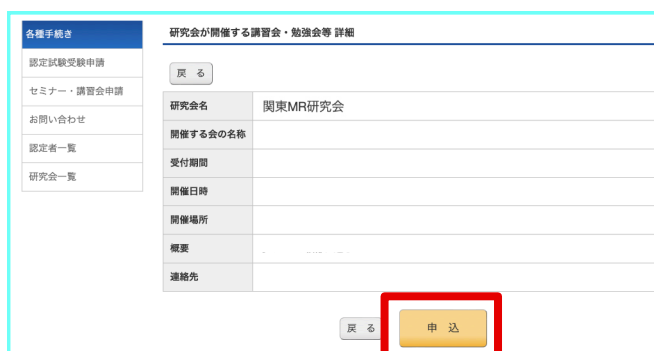 各種手続き
認定試験受験申請
セミナー・講習会申請
お問い合わせ
認定者一覧
研究会一覧
研究会が開催する講習会・勉強会等 詳細
戻 る
研究会名 関東MR研究会
開催する会の名称
受付期間
開催日時
開催場所
概要
連絡先
戻 る
申 込